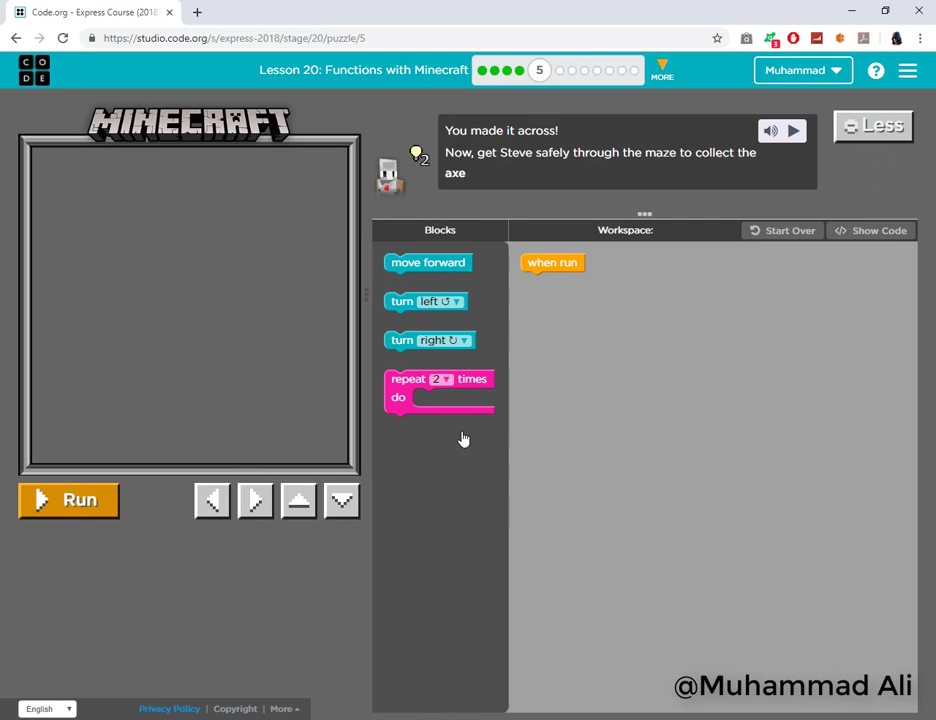 Code.org - Express Course (2018)
https://studio.code.org/s/express-2018/stage/20/puzzle/5
3
CO
DE
Lesson 20: Functions with Minecraft
5
MORE
Muhammad
?
MINECRAFT
2
You made it across!
Now, get Steve safely through the maze to collect the
axe
Less
Blocks
Workspace:
Start Over
Show Code
move forward
when run
turn left
turn right
repeat 2 times
do
Run
@Muhammad Ali
English
Privacy Policy
Copyright
More